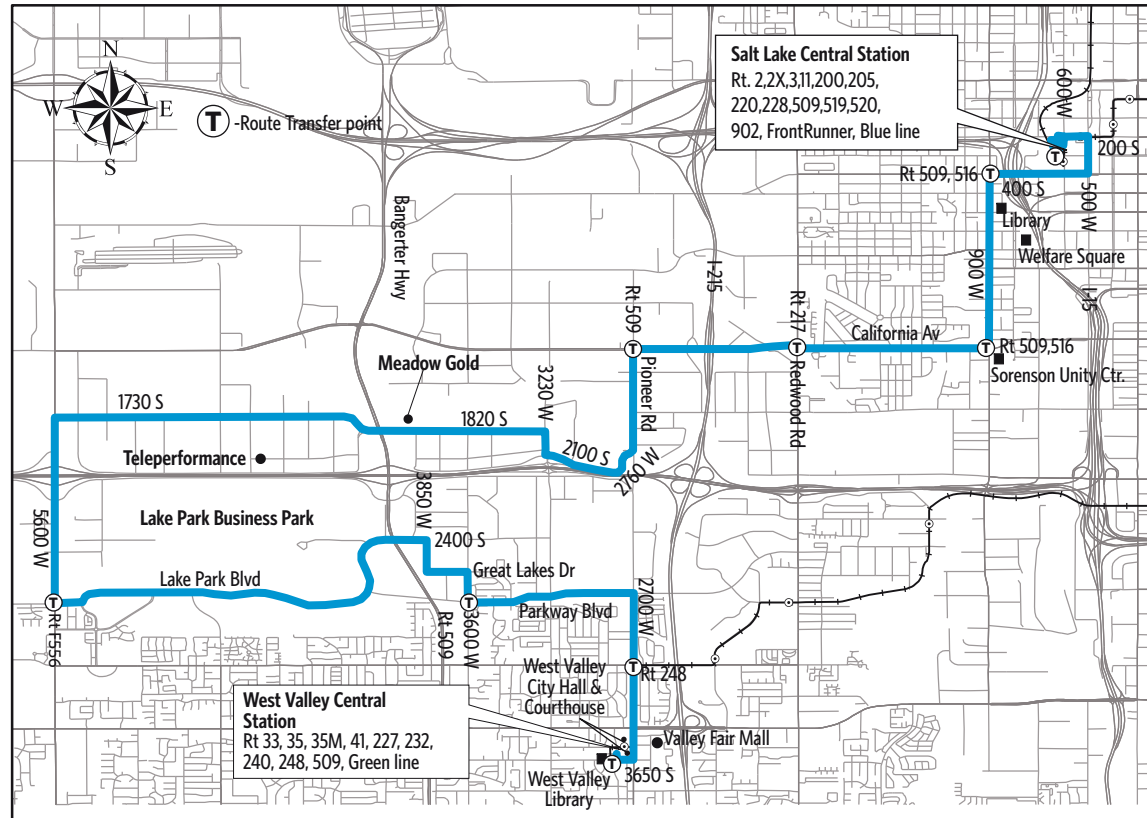 N
W
E
S
T
-Route Transfer point
Salt Lake Central Station
Rt. 2,2X,3,11,200,205,
220,228,509,519,520,
902, FrontRunner, Blue line
600W
200 S
T
Rt 509, 516
T
400 S
500 W
Library
Welfare Square
900 W
I-15
Bangerter Hwy
I-215
Rt 509
Rt 217
California Av
T
T
T
Rt 509,516
Pioneer Rd
Redwood Rd
Sorenson Unity Ctr.
Meadow Gold
3230 W
1730 S
1820 S
2100 S
2760 W
Teleperformance
3850 W
5600 W
Lake Park Business Park
2400 S
Great Lakes Dr
Lake Park Blvd
T
T
Parkway Blvd
2700 W
Rt F556
Rt 509
3600 W
T
Rt 248
West Valley
City Hall &
Courthouse
West Valley Central
Station
Rt 33, 35, 35M, 41, 227, 232,
240, 248, 509, Green line
Valley Fair Mall
T
3650 S
West Valley
Library